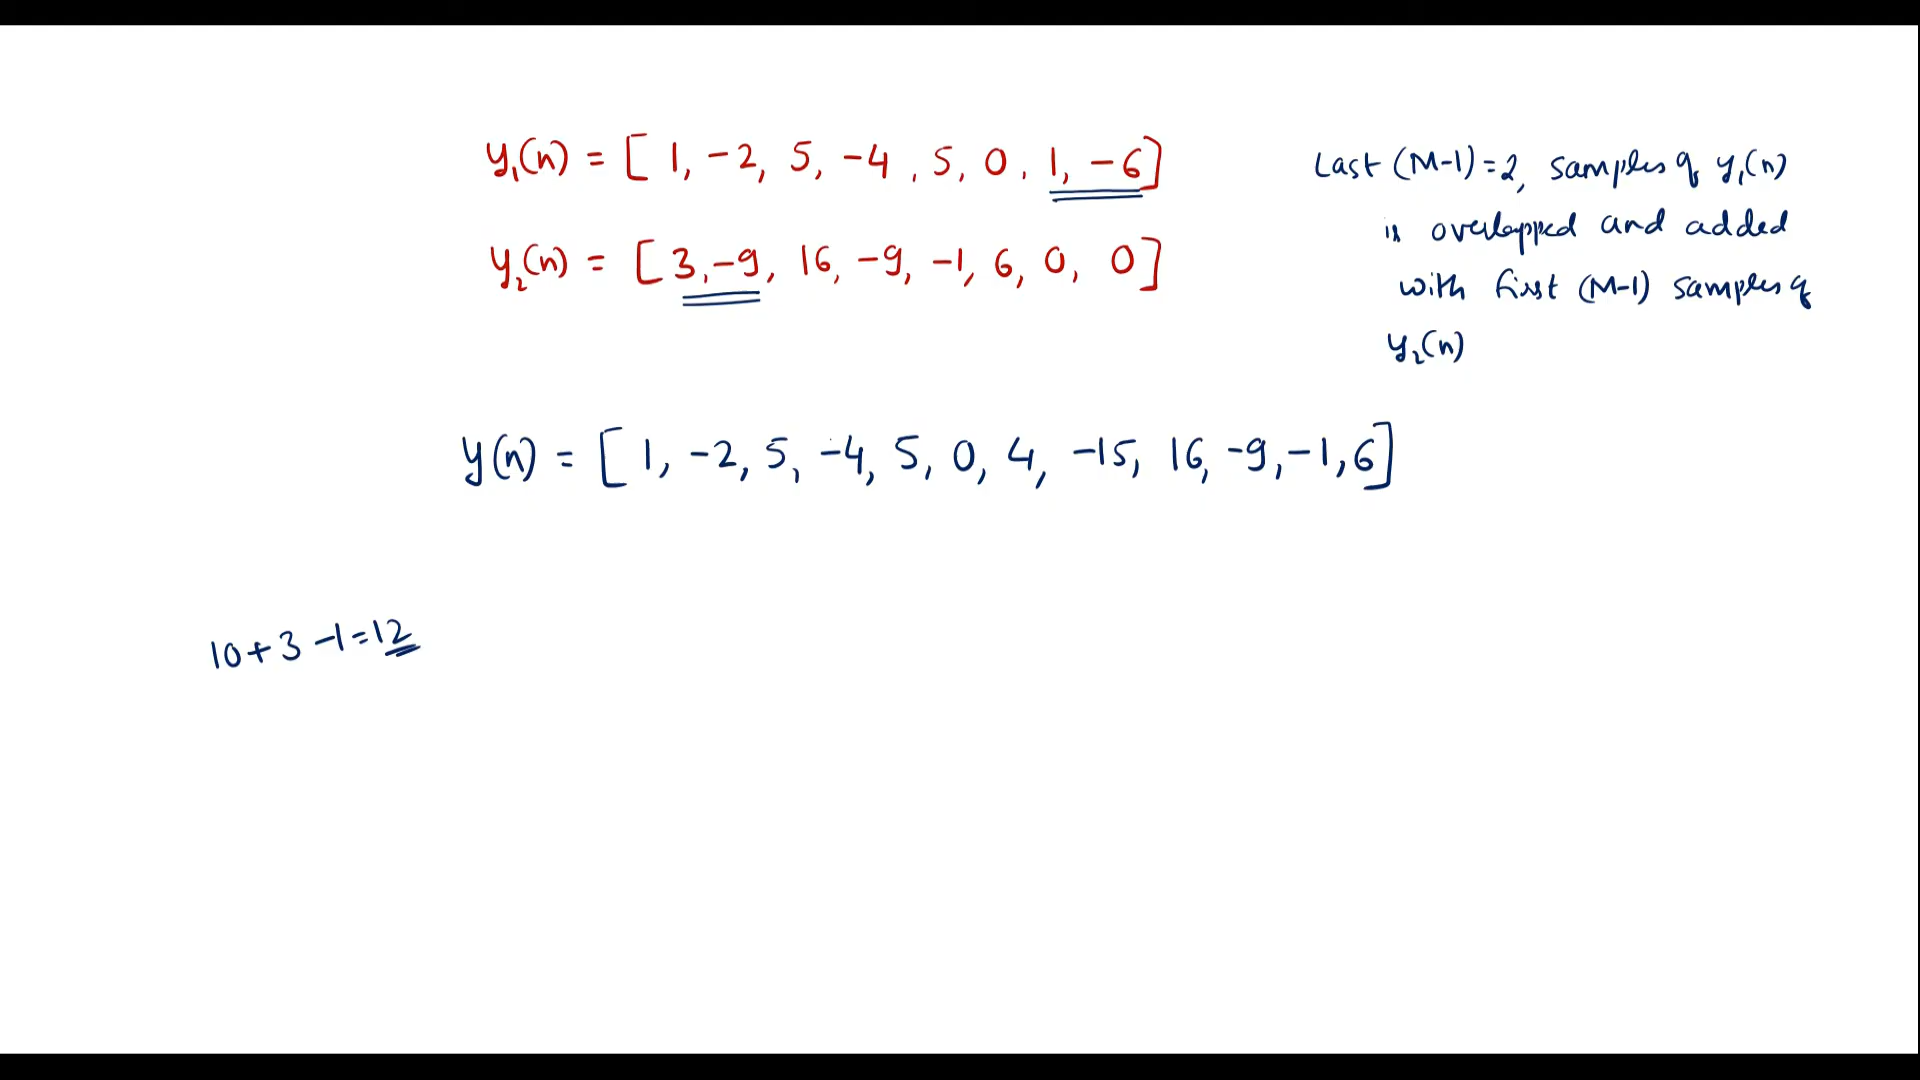 y₁(n) = [ 1, -2, 5, -4, 5, 0, 1, -6]
Last (M-1)=2, samples of y₁(n)
is overlapped and added
y₂(n) = [ 3, -9, 16, -9, -1, 6, 0, 0]
with first (M-1) samples of
y₂(n)
y(n) = [ 1, -2, 5, -4, 5, 0, 4, -15, 16, -9, -1, 6]
10+3-1=12